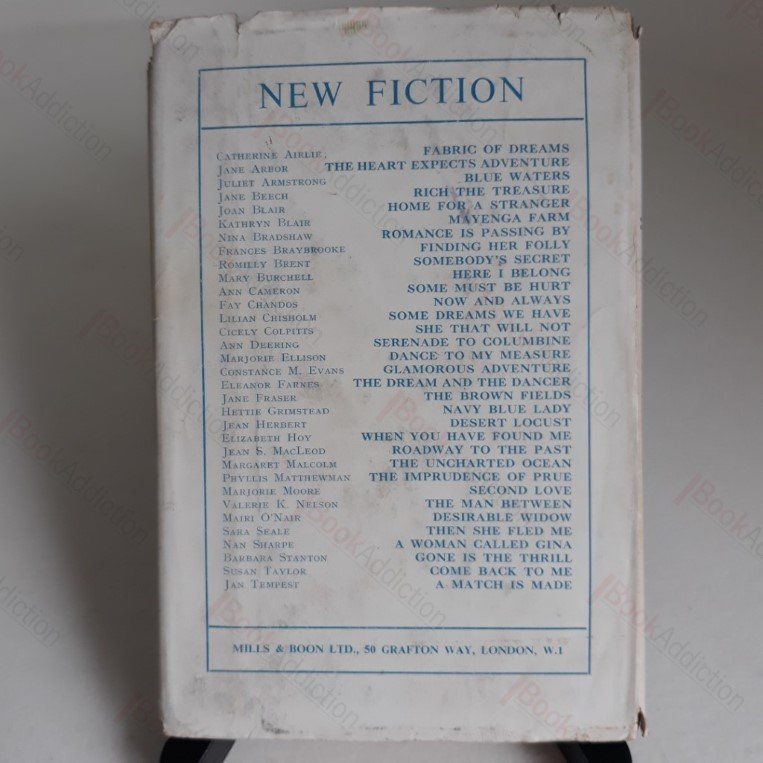 NEW FICTION
CATHERINE AIRLIE, FABRIC OF DREAMS
JANE ARBOR THE HEART EXPECTS ADVENTURE
JULIET ARMSTRONG BLUE WATERS
JANE BEECH RICH THE TREASURE
JOAN BLAIR HOME FOR A STRANGER
KATHRYN BLAIR MAYENGA FARM
NINA BRADSHAW ROMANCE IS PASSING BY
FRANCES BRAYBROOKE FINDING HER FOLLY
ROMILLY BRENT SOMEBODY'S SECRET
MARY BURCHELL HERE I BELONG
ANN CAMERON SOME MUST BE HURT
FAY CHANDOS NOW AND ALWAYS
LILIAN CHISHOLM SOME DREAMS WE HAVE
CICELY COLPITTS SHE THAT WILL NOT
ANN DEERING SERENADE TO COLUMBINE
MARJORIE ELLISON DANCE TO MY MEASURE
CONSTANCE M. EVANS GLAMOROUS ADVENTURE
ELEANOR FARNES THE DREAM AND THE DANCER
JANE FRASER THE BROWN FIELDS
HETTIE GRIMSTEAD NAVY BLUE LADY
JEAN HERBERT DESERT LOCUST
ELIZABETH HOY WHEN YOU HAVE FOUND ME
JEAN S. MACLEOD ROADWAY TO THE PAST
MARGARET MALCOLM THE UNCHARTED OCEAN
PHYLLIS MATTHEWMAN THE IMPRUDENCE OF PRUE
MARJORIE MOORE SECOND LOVE
VALERIE K. NELSON THE MAN BETWEEN
MAIRI O'NAIR DESIRABLE WIDOW
SARA SEALE THEN SHE FLED ME
NAN SHARPE A WOMAN CALLED GINA
BARBARA STANTON GONE IS THE THRILL
SUSAN TAYLOR COME BACK TO ME
JAN TEMPEST A MATCH IS MADE
MILLS & BOON LTD., 50 GRAFTON WAY, LONDON, W.1
BookAddiction